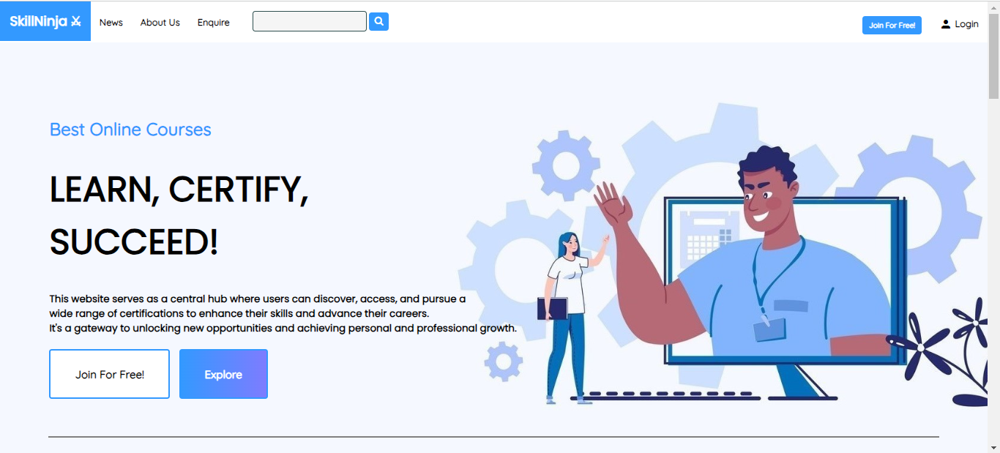 SkillNinja
News
About Us
Enquire
Join For Free!
Login
Best Online Courses
LEARN, CERTIFY,
SUCCEED!
This website serves as a central hub where users can discover, access, and pursue a
wide range of certifications to enhance their skills and advance their careers.
It's a gateway to unlocking new opportunities and achieving personal and professional growth.
Join For Free!
Explore